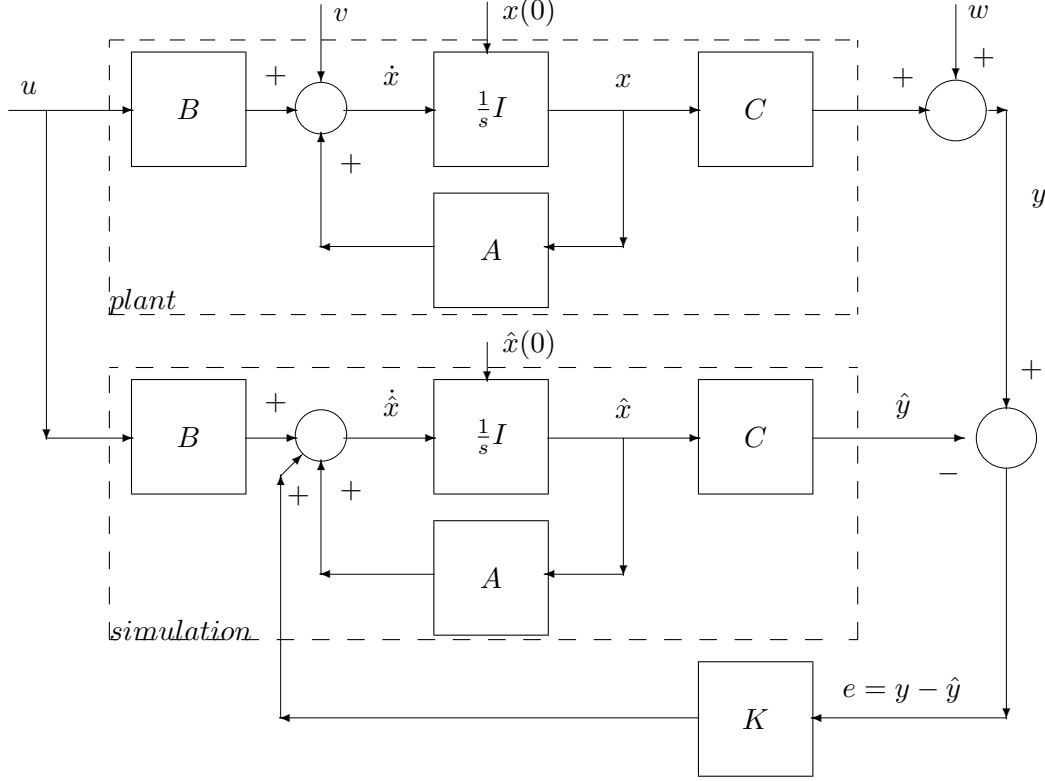 v
x(0)
w
u
+
ẋ
x
+
+
B
1/s I
C
+
A
y
plant
x̂(0)
+
+
x̂̇
x̂
ŷ
B
1/s I
C
−
+
+
A
simulation
e = y − ŷ
K